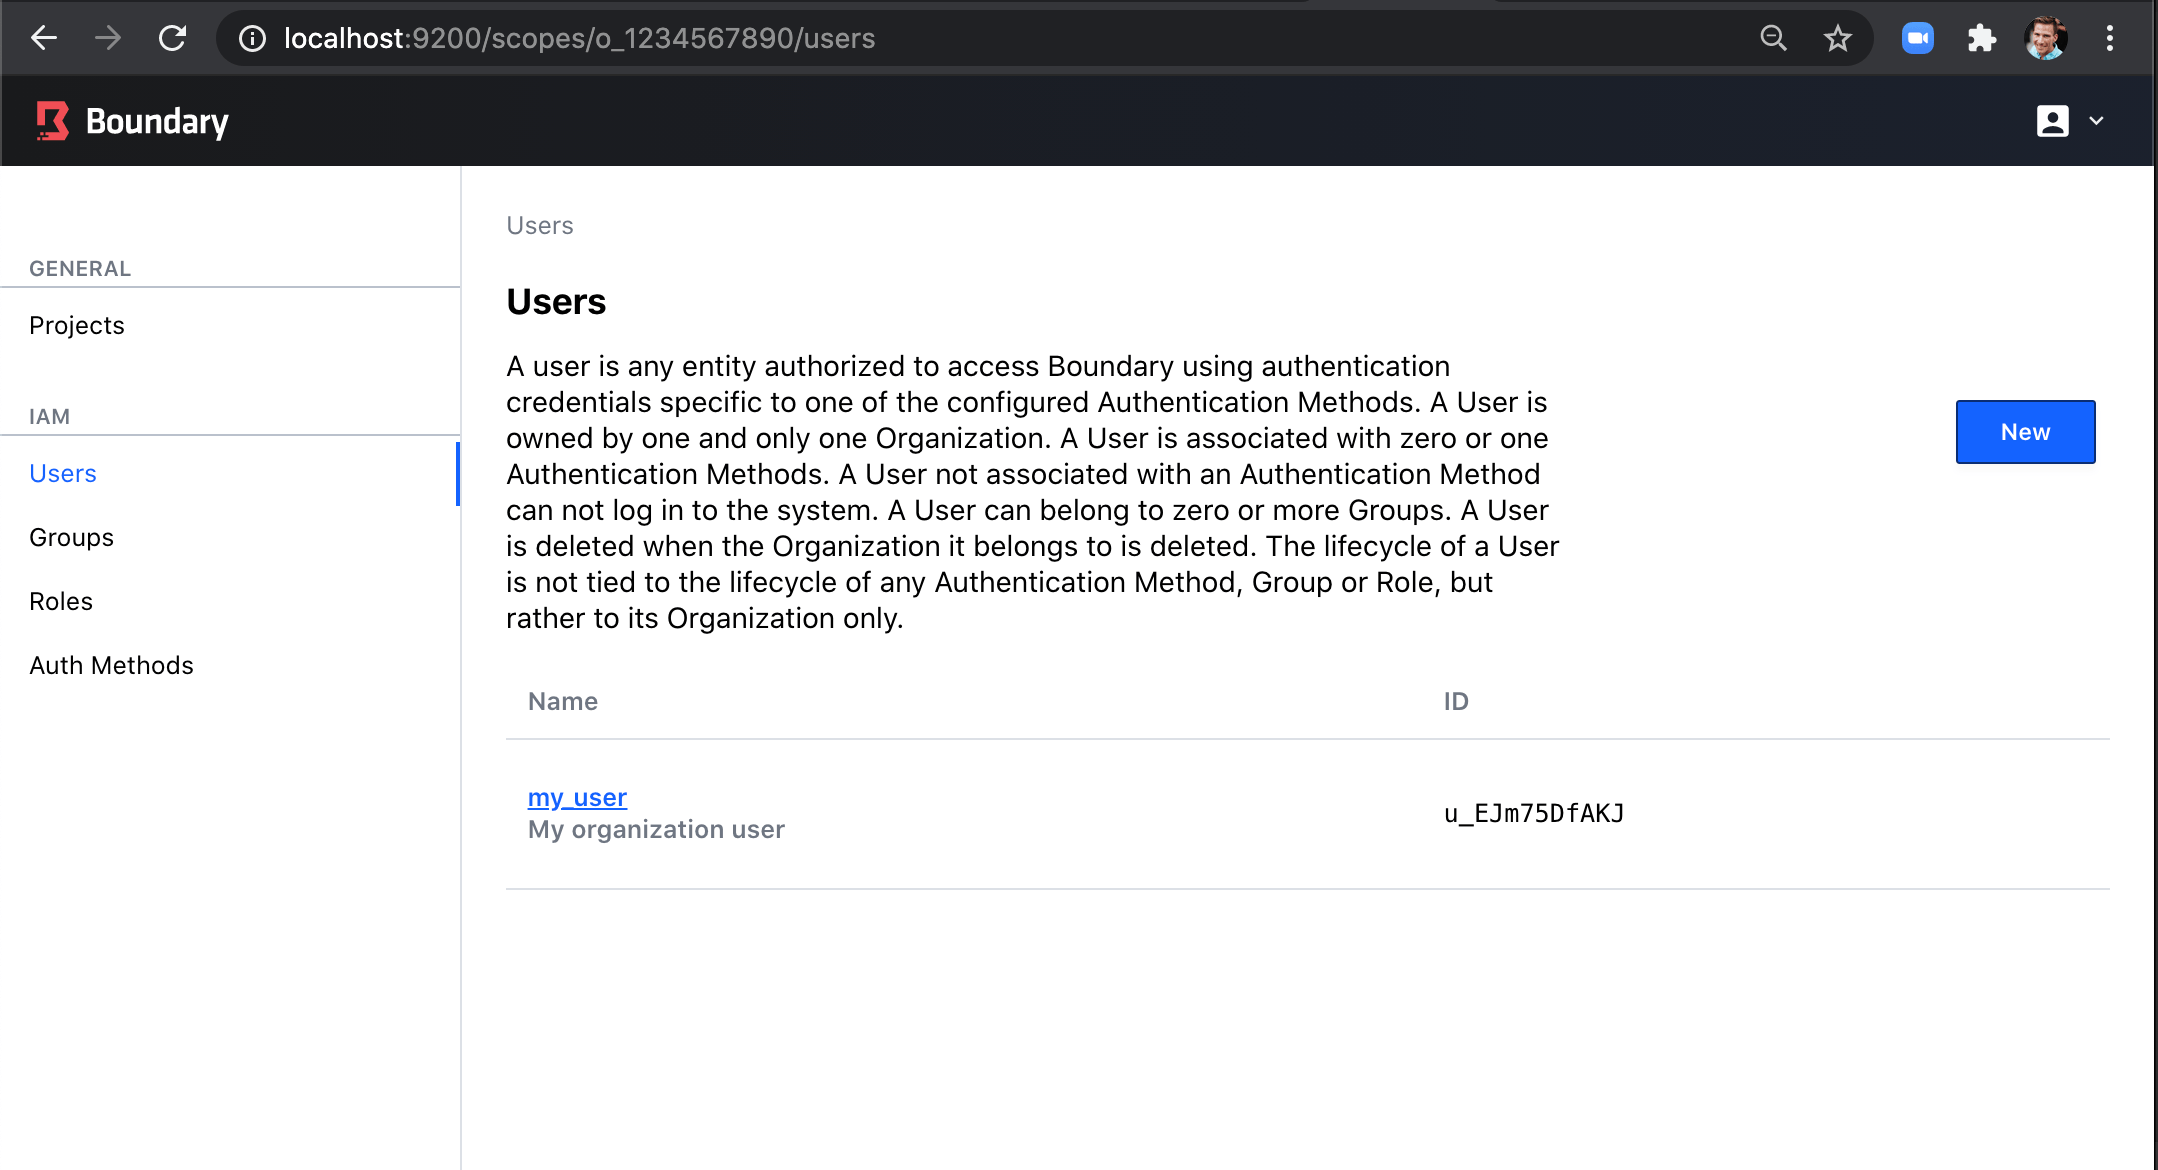 localhost:9200/scopes/o_1234567890/users
Boundary
Users
GENERAL
Users
Projects
A user is any entity authorized to access Boundary using authentication
credentials specific to one of the configured Authentication Methods. A User is
owned by one and only one Organization. A User is associated with zero or one
Authentication Methods. A User not associated with an Authentication Method
can not log in to the system. A User can belong to zero or more Groups. A User
is deleted when the Organization it belongs to is deleted. The lifecycle of a User
is not tied to the lifecycle of any Authentication Method, Group or Role, but
rather to its Organization only.
New
IAM
Users
Groups
Roles
Auth Methods
Name ID
my_user
My organization user
u_EJm75DfAKJ